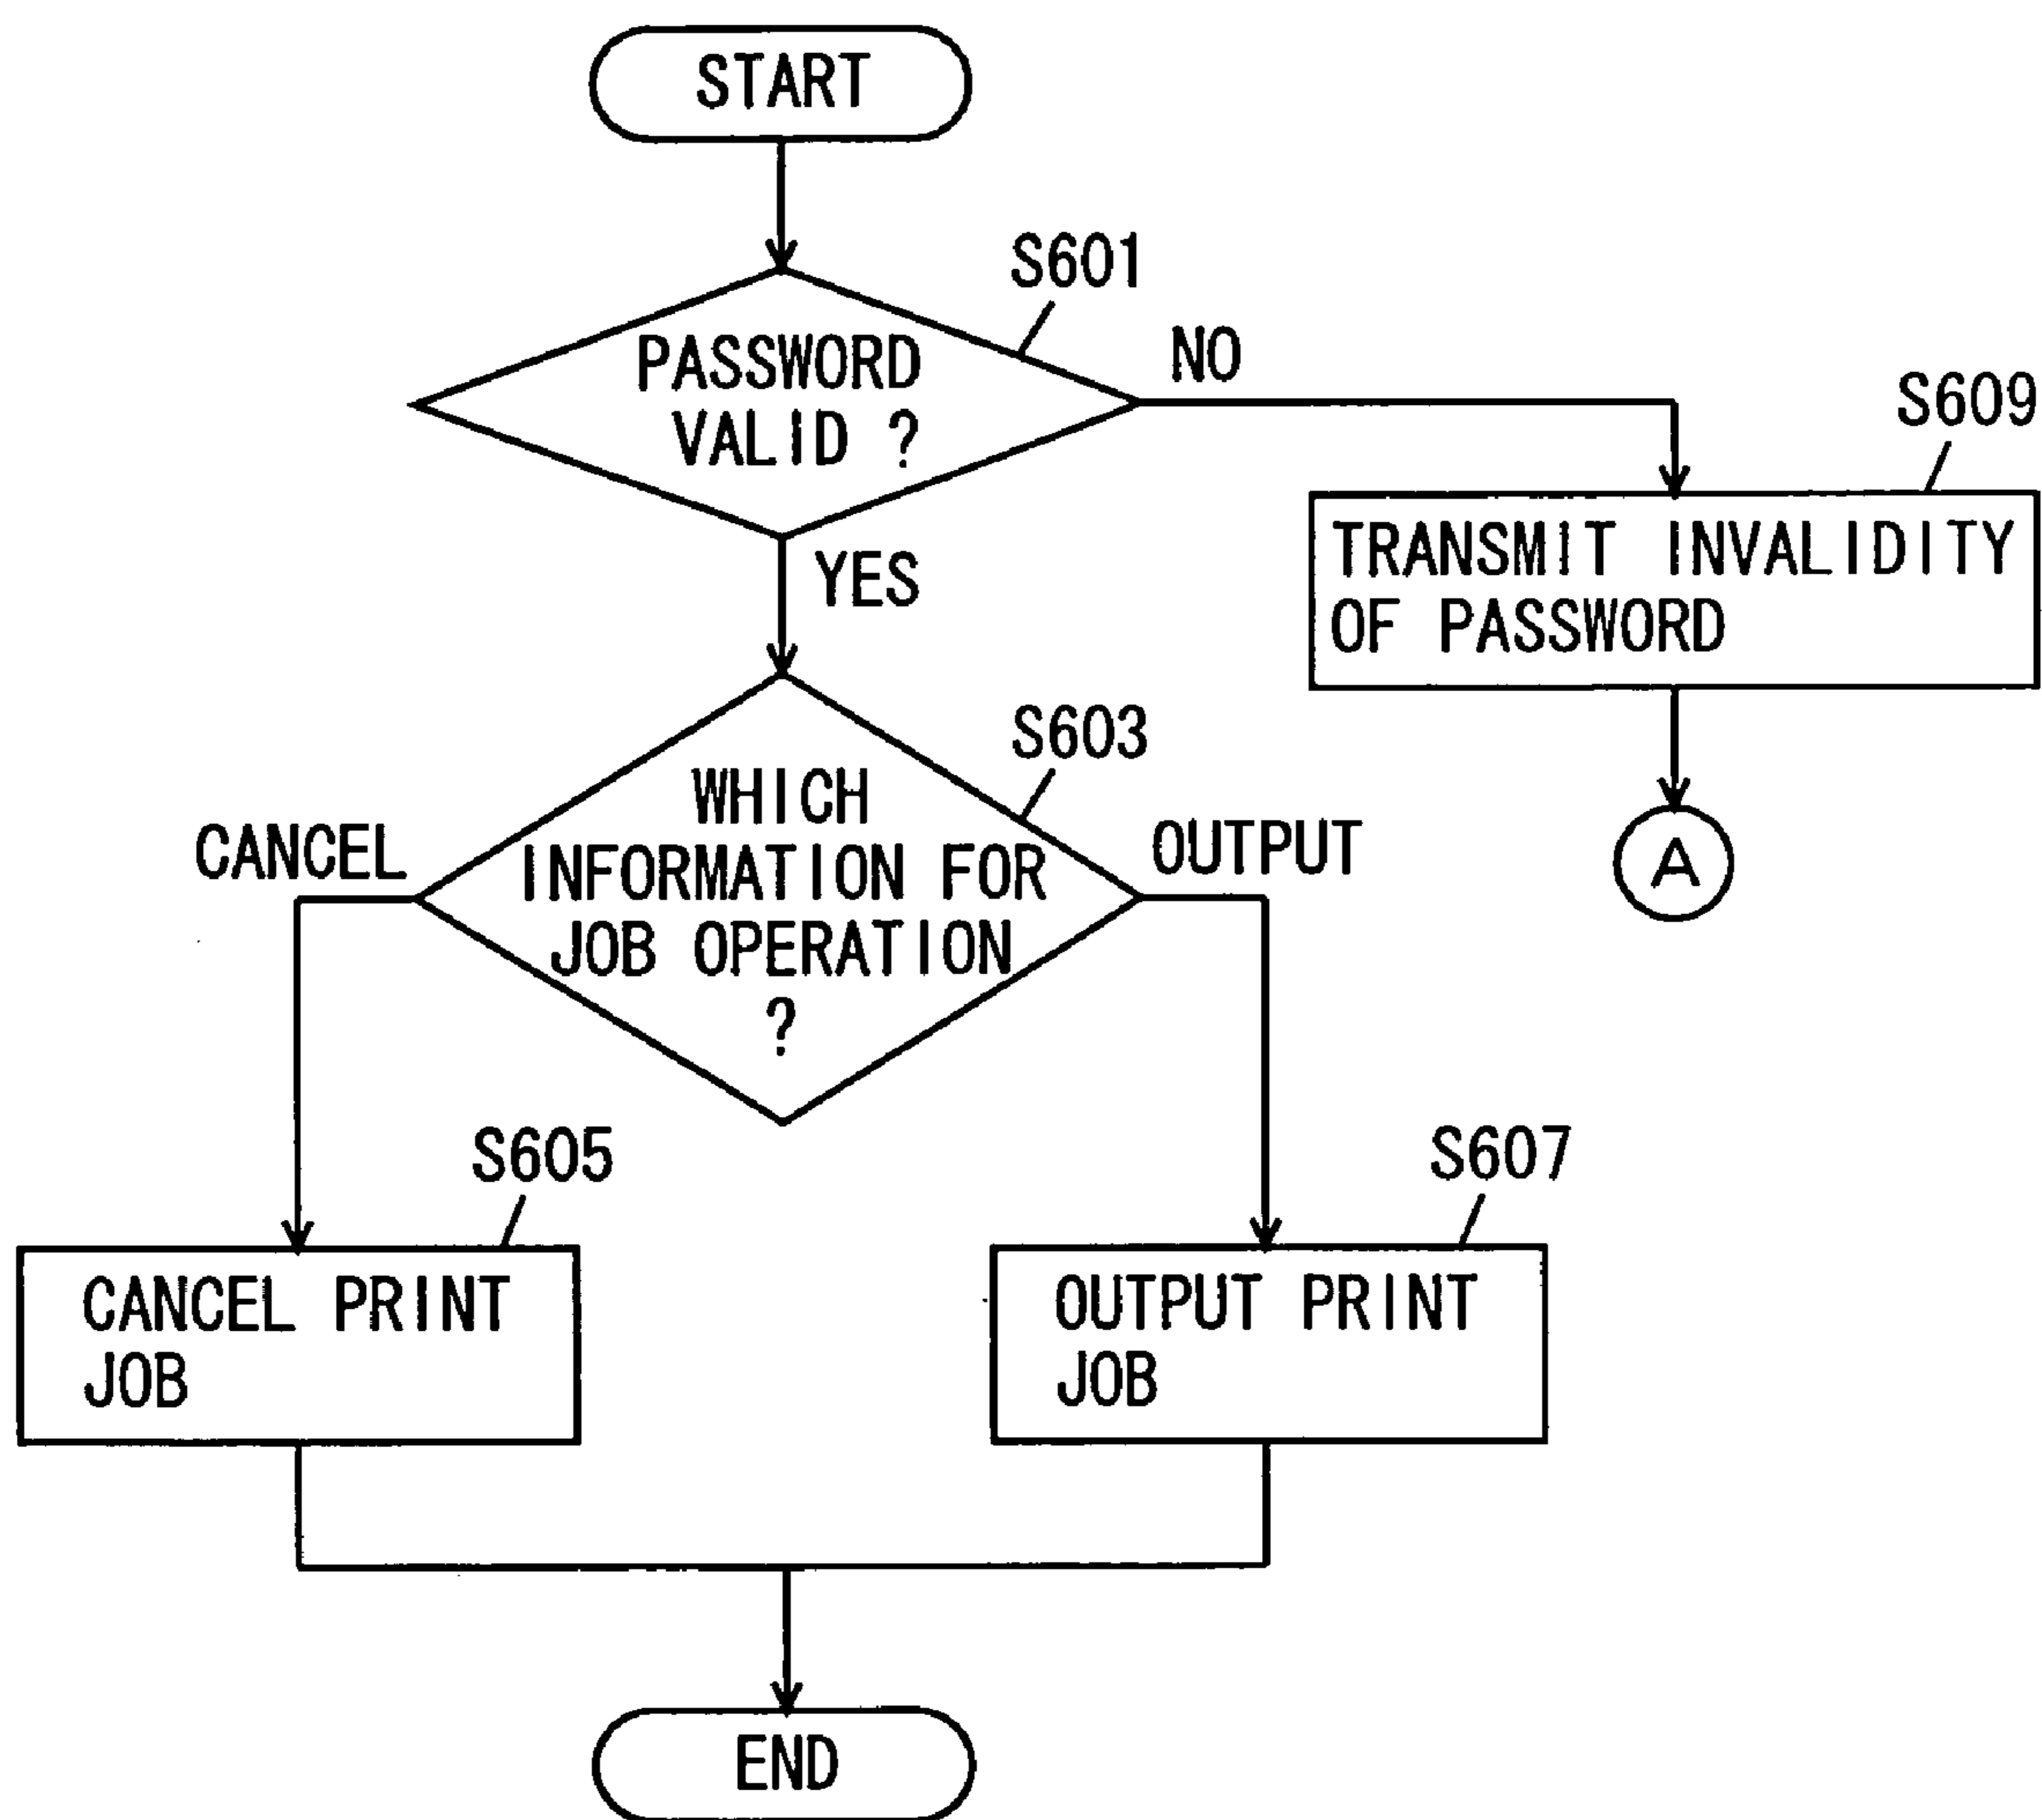 START
S601
PASSWORD
VALID ?
NO
YES
S609
TRANSMIT INVALIDITY
OF PASSWORD
A
S603
WHICH
INFORMATION FOR
JOB OPERATION
?
CANCEL
OUTPUT
S605
CANCEL PRINT
JOB
S607
OUTPUT PRINT
JOB
END